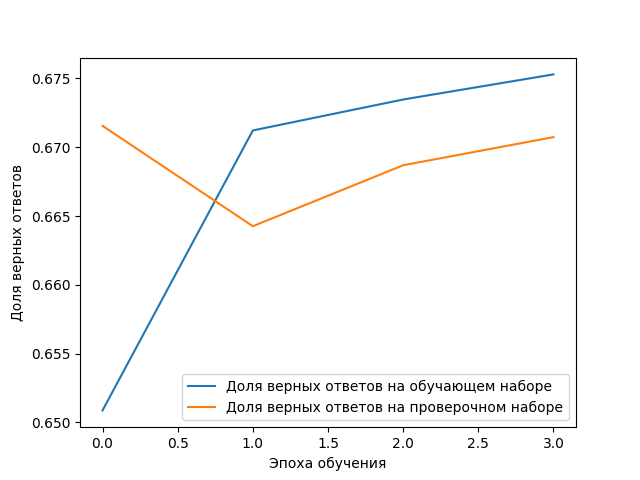 0.675
0.670
0.665
0.660
0.655
0.650
Доля верных ответов
Доля верных ответов на обучающем наборе
Доля верных ответов на проверочном наборе
0.0 0.5 1.0 1.5 2.0 2.5 3.0
Эпоха обучения